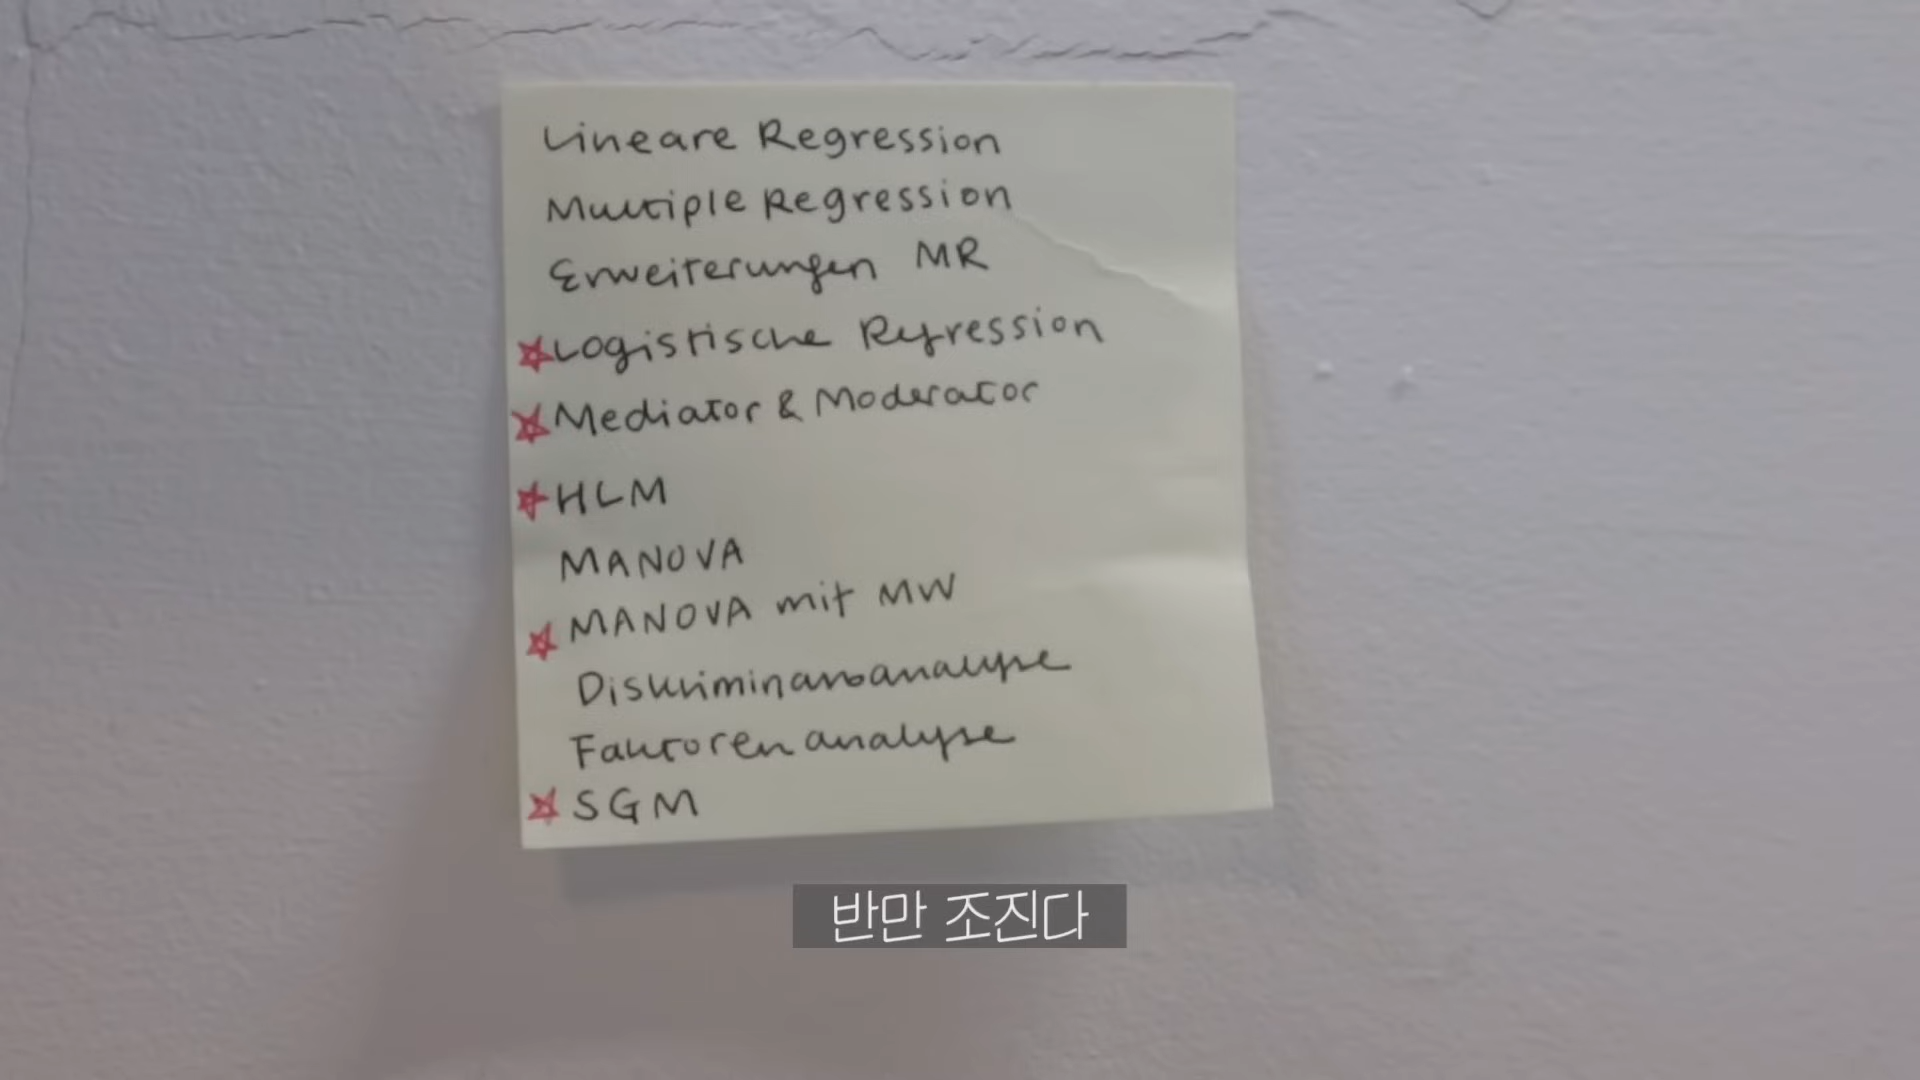 Lineare Regression
Multiple Regression
Erweiterungen MR
Logistische Regression
Mediator & Moderator
HLM
MANOVA
MANOVA mit MW
Diskriminanzanalyse
Faktorenanalyse
SGM
반만 조진다